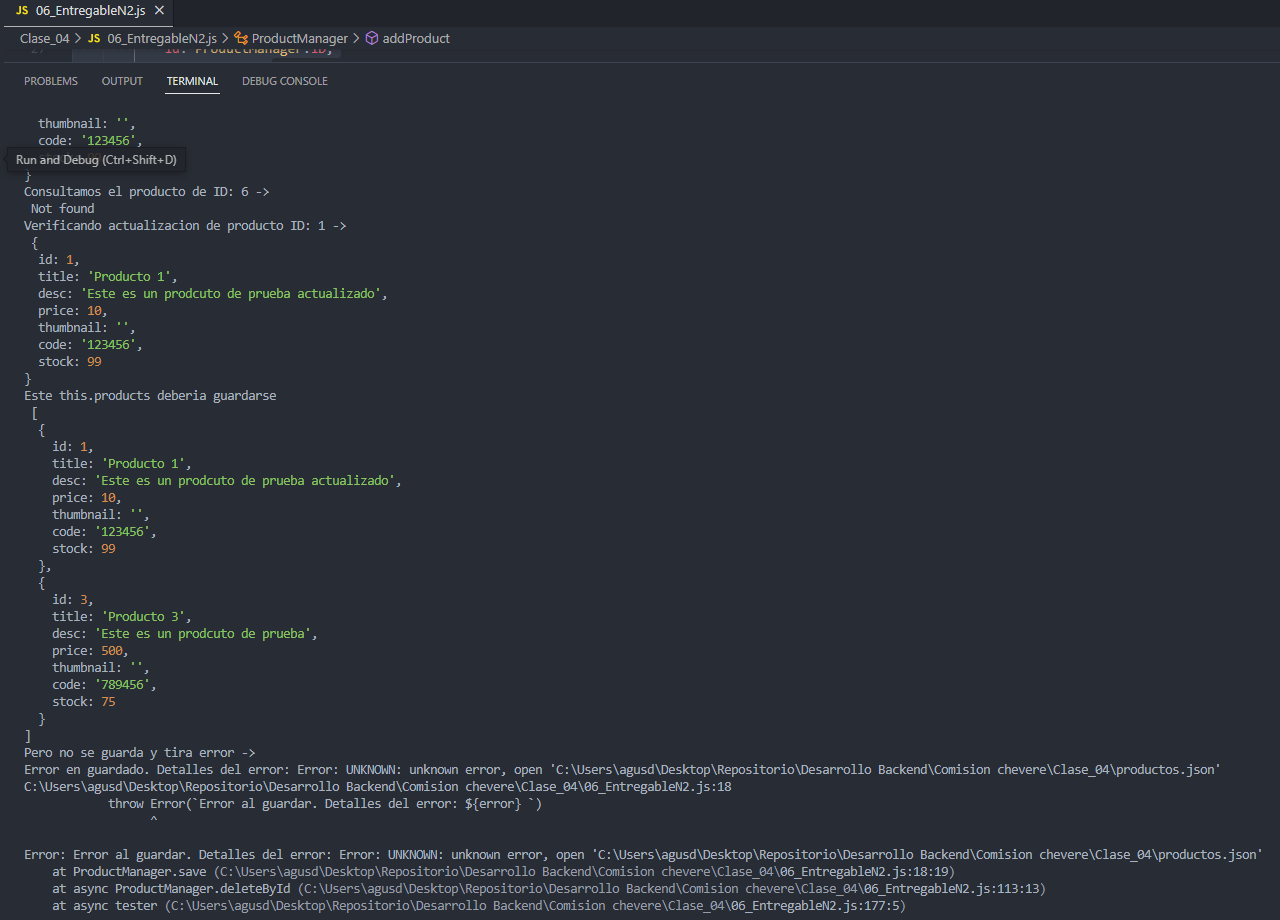 JS 06_EntregableN2.js ×
Clase_04 > JS 06_EntregableN2.js > ProductManager > addProduct
27 id: ProductManager.ID,
PROBLEMS OUTPUT TERMINAL DEBUG CONSOLE
thumbnail: '',
code: '123456',
Run and Debug (Ctrl+Shift+D)
}
Consultamos el producto de ID: 6 ->
Not found
Verificando actualizacion de producto ID: 1 ->
{
id: 1,
title: 'Producto 1',
desc: 'Este es un prodcuto de prueba actualizado',
price: 10,
thumbnail: '',
code: '123456',
stock: 99
}
Este this.products deberia guardarse
[
{
id: 1,
title: 'Producto 1',
desc: 'Este es un prodcuto de prueba actualizado',
price: 10,
thumbnail: '',
code: '123456',
stock: 99
},
{
id: 3,
title: 'Producto 3',
desc: 'Este es un prodcuto de prueba',
price: 500,
thumbnail: '',
code: '789456',
stock: 75
}
]
Pero no se guarda y tira error ->
Error en guardado. Detalles del error: Error: UNKNOWN: unknown error, open 'C:\Users\agusd\Desktop\Repositorio\Desarrollo Backend\Comision chevere\Clase_04\productos.json'
C:\Users\agusd\Desktop\Repositorio\Desarrollo Backend\Comision chevere\Clase_04\06_EntregableN2.js:18
throw Error(`Error al guardar. Detalles del error: ${error} `)
^
Error: Error al guardar. Detalles del error: Error: UNKNOWN: unknown error, open 'C:\Users\agusd\Desktop\Repositorio\Desarrollo Backend\Comision chevere\Clase_04\productos.json'
at ProductManager.save (C:\Users\agusd\Desktop\Repositorio\Desarrollo Backend\Comision chevere\Clase_04\06_EntregableN2.js:18:19)
at async ProductManager.deleteById (C:\Users\agusd\Desktop\Repositorio\Desarrollo Backend\Comision chevere\Clase_04\06_EntregableN2.js:113:13)
at async tester (C:\Users\agusd\Desktop\Repositorio\Desarrollo Backend\Comision chevere\Clase_04\06_EntregableN2.js:177:5)